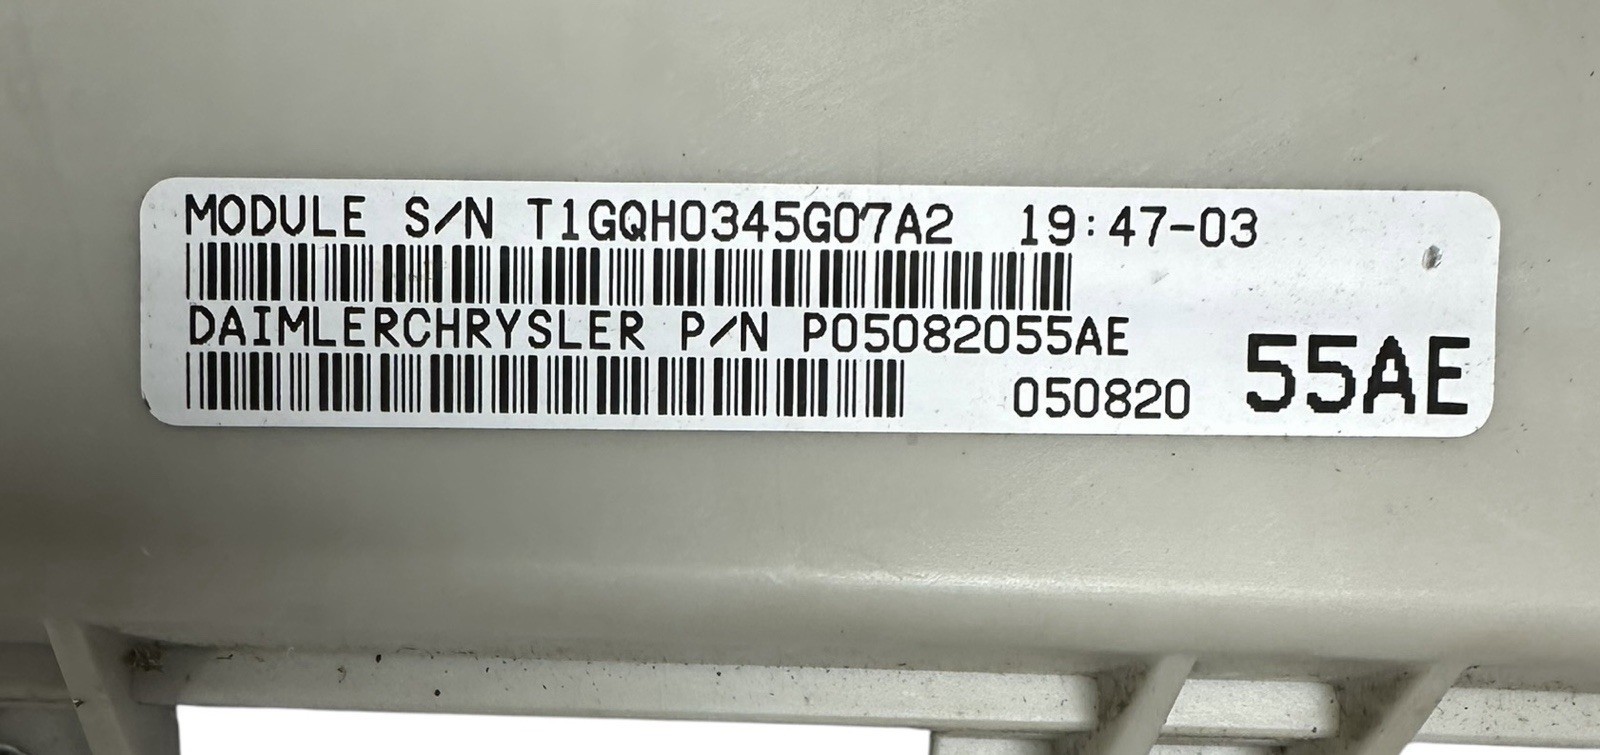 MODULE S/N T1GQH0345G07A2 19:47-03
DAIMLERCHRYSLER P/N P05082055AE
050820 55AE